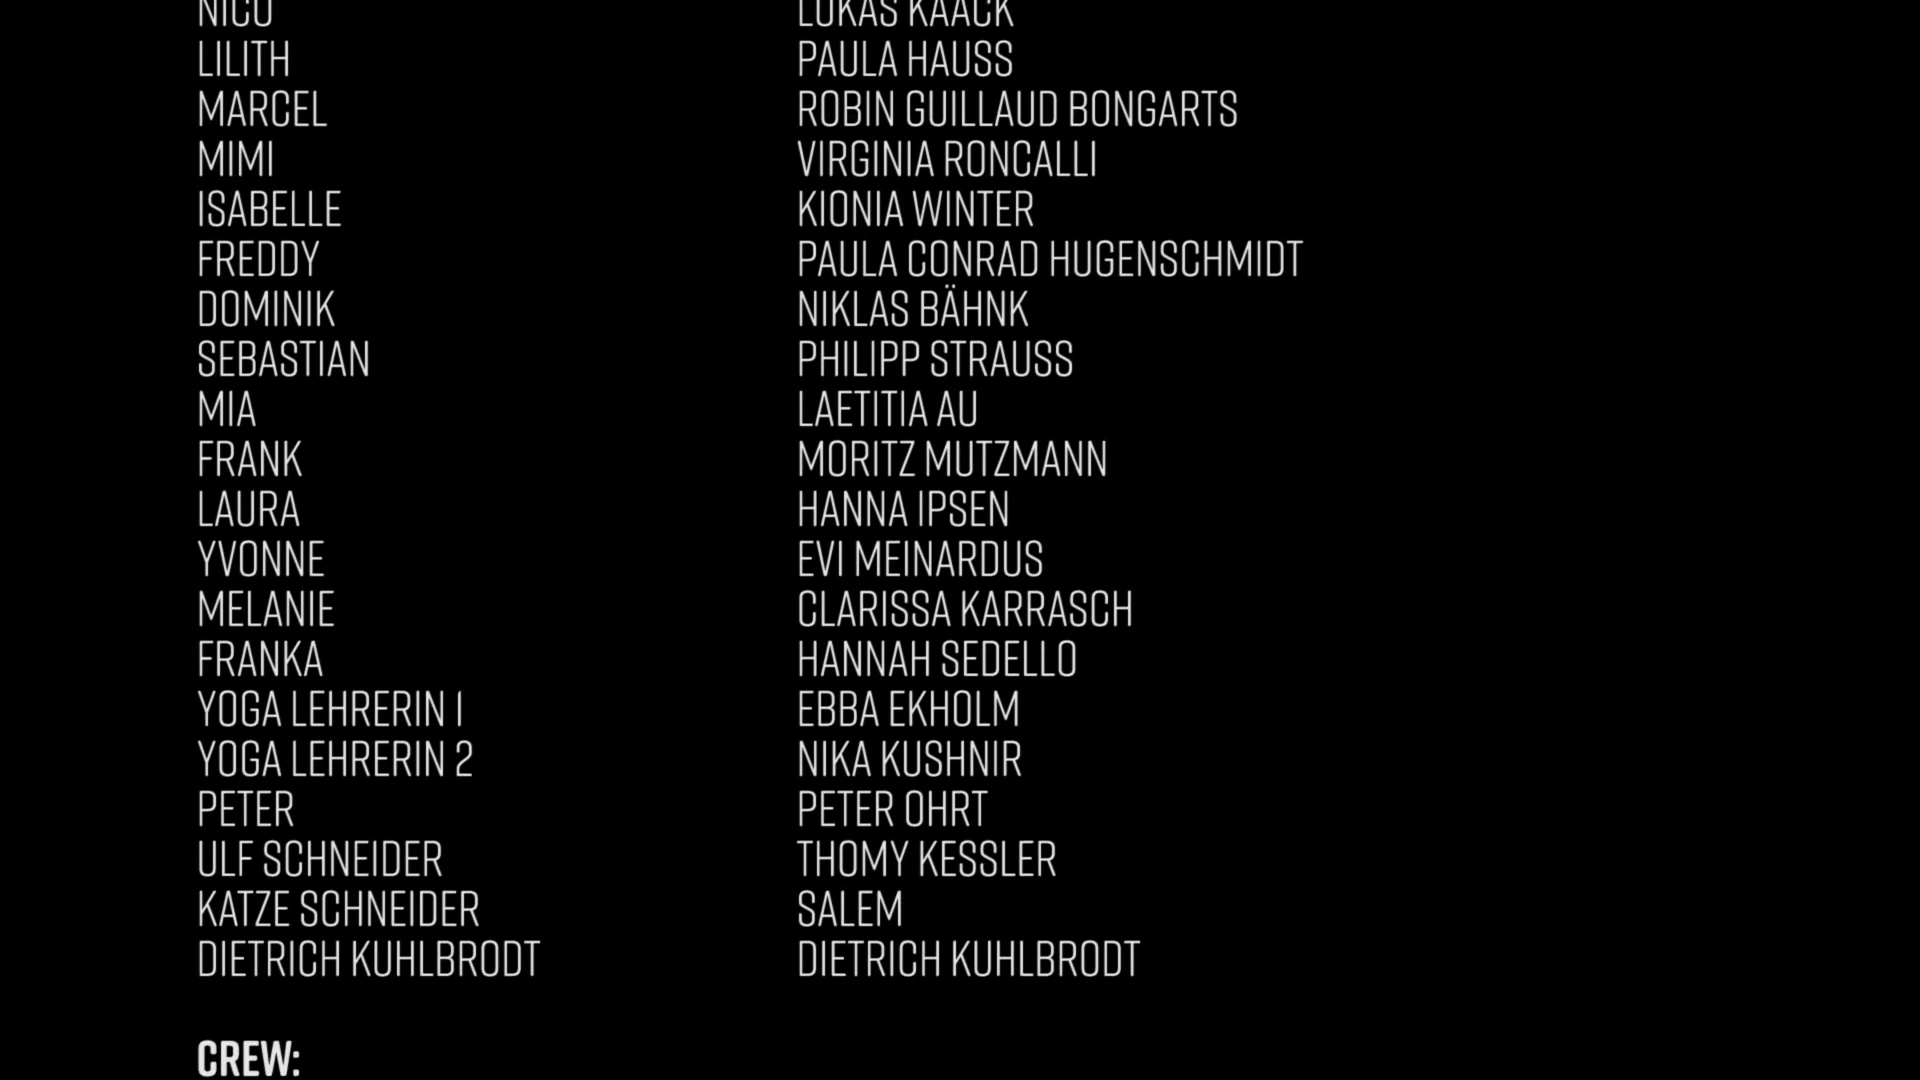 NICO LUKAS KAACK
LILITH PAULA HAUSS
MARCEL ROBIN GUILLAUD BONGARTS
MIMI VIRGINIA RONCALLI
ISABELLE KIONIA WINTER
FREDDY PAULA CONRAD HUGENSCHMIDT
DOMINIK NIKLAS BÄHNK
SEBASTIAN PHILIPP STRAUSS
MIA LAETITIA AU
FRANK MORITZ MUTZMANN
LAURA HANNA IPSEN
YVONNE EVI MEINARDUS
MELANIE CLARISSA KARRASCH
FRANKA HANNAH SEDELLO
YOGA LEHRERIN 1 EBBA EKHOLM
YOGA LEHRERIN 2 NIKA KUSHNIR
PETER PETER OHRT
ULF SCHNEIDER THOMY KESSLER
KATZE SCHNEIDER SALEM
DIETRICH KUHLBRODT DIETRICH KUHLBRODT
CREW: